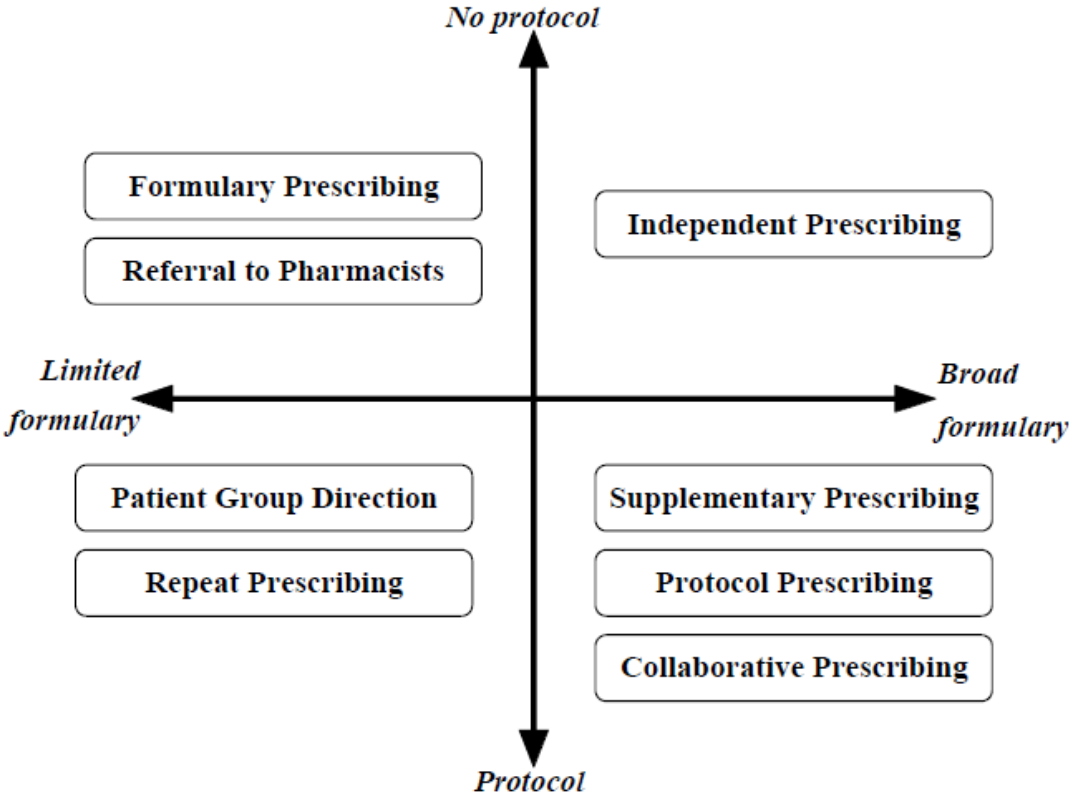 No protocol
Formulary Prescribing
Independent Prescribing
Referral to Pharmacists
Limited
formulary
Broad
formulary
Patient Group Direction
Supplementary Prescribing
Repeat Prescribing
Protocol Prescribing
Collaborative Prescribing
Protocol